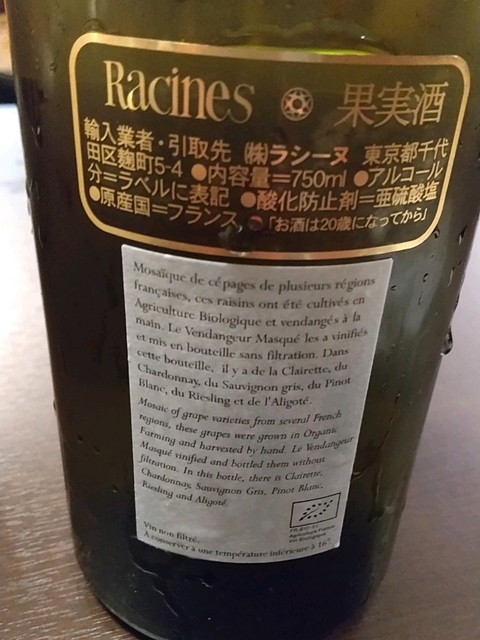 Racines 果実酒
輸入業者・引取先 ㈱ラシーヌ 東京都千代
田区麹町5-4 ●内容量=750ml ●アルコール
分=ラベルに表記 ●酸化防止剤=亜硫酸塩
●原産国=フランス ●「お酒は20歳になってから」
Mosaïque de cépages de plusieurs régions
françaises, ces raisins ont été cultivés en
Agriculture Biologique et vendangés à la
main. Le Vendangeur Masqué les a vinifiés
et mis en bouteille sans filtration. Dans
cette bouteille, il y a de la Clairette, du
Chardonnay, du Sauvignon gris, du Pinot
Blanc, du Riesling et de l'Aligoté.
Mosaic of grape varieties from several French
regions, these grapes were grown in Organic
Farming and harvested by hand. Le Vendangeur
Masqué vinified and bottled them without
filtration. In this bottle, there is Clairette,
Chardonnay, Sauvignon Gris, Pinot Blanc,
Riesling and Aligoté.
Agriculture France
Vin Biologique
Vin non filtré.
A conserver à une température inférieure à 16°